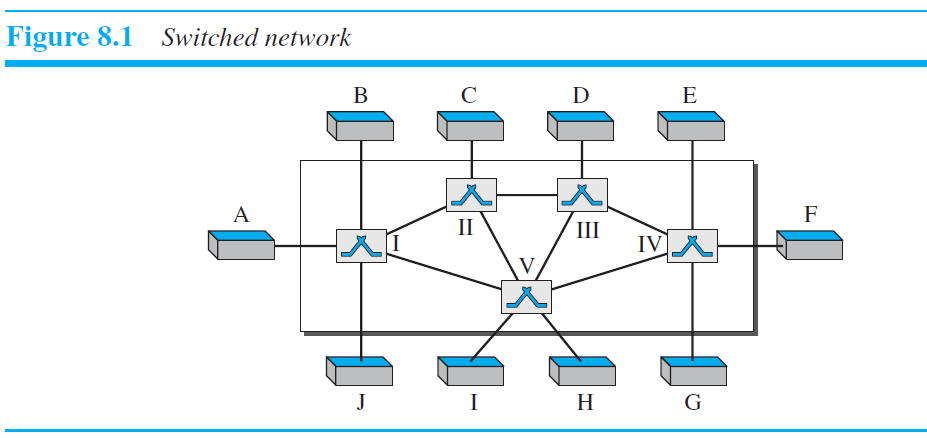 Figure 8.1 Switched network
B C D E
A F
II III
I IV
V
J I H G